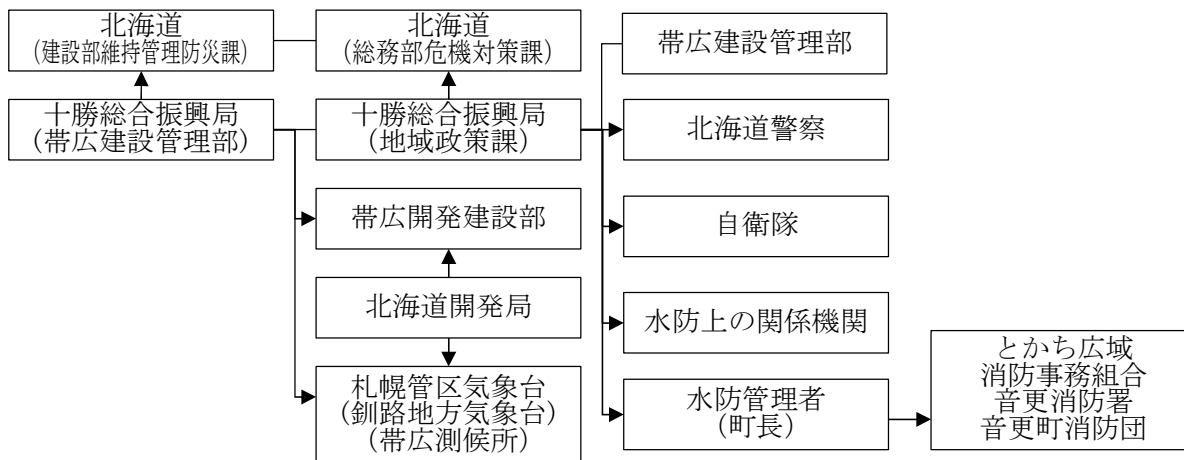 北海道
(建設部維持管理防災課)
北海道
(総務部危機対策課)
帯広建設管理部
十勝総合振興局
(帯広建設管理部)
十勝総合振興局
(地域政策課)
北海道警察
帯広開発建設部
自衛隊
北海道開発局
水防上の関係機関
札幌管区気象台
(釧路地方気象台)
(帯広測候所)
水防管理者
(町長)
とかち広域
消防事務組合
音更消防署
音更町消防団